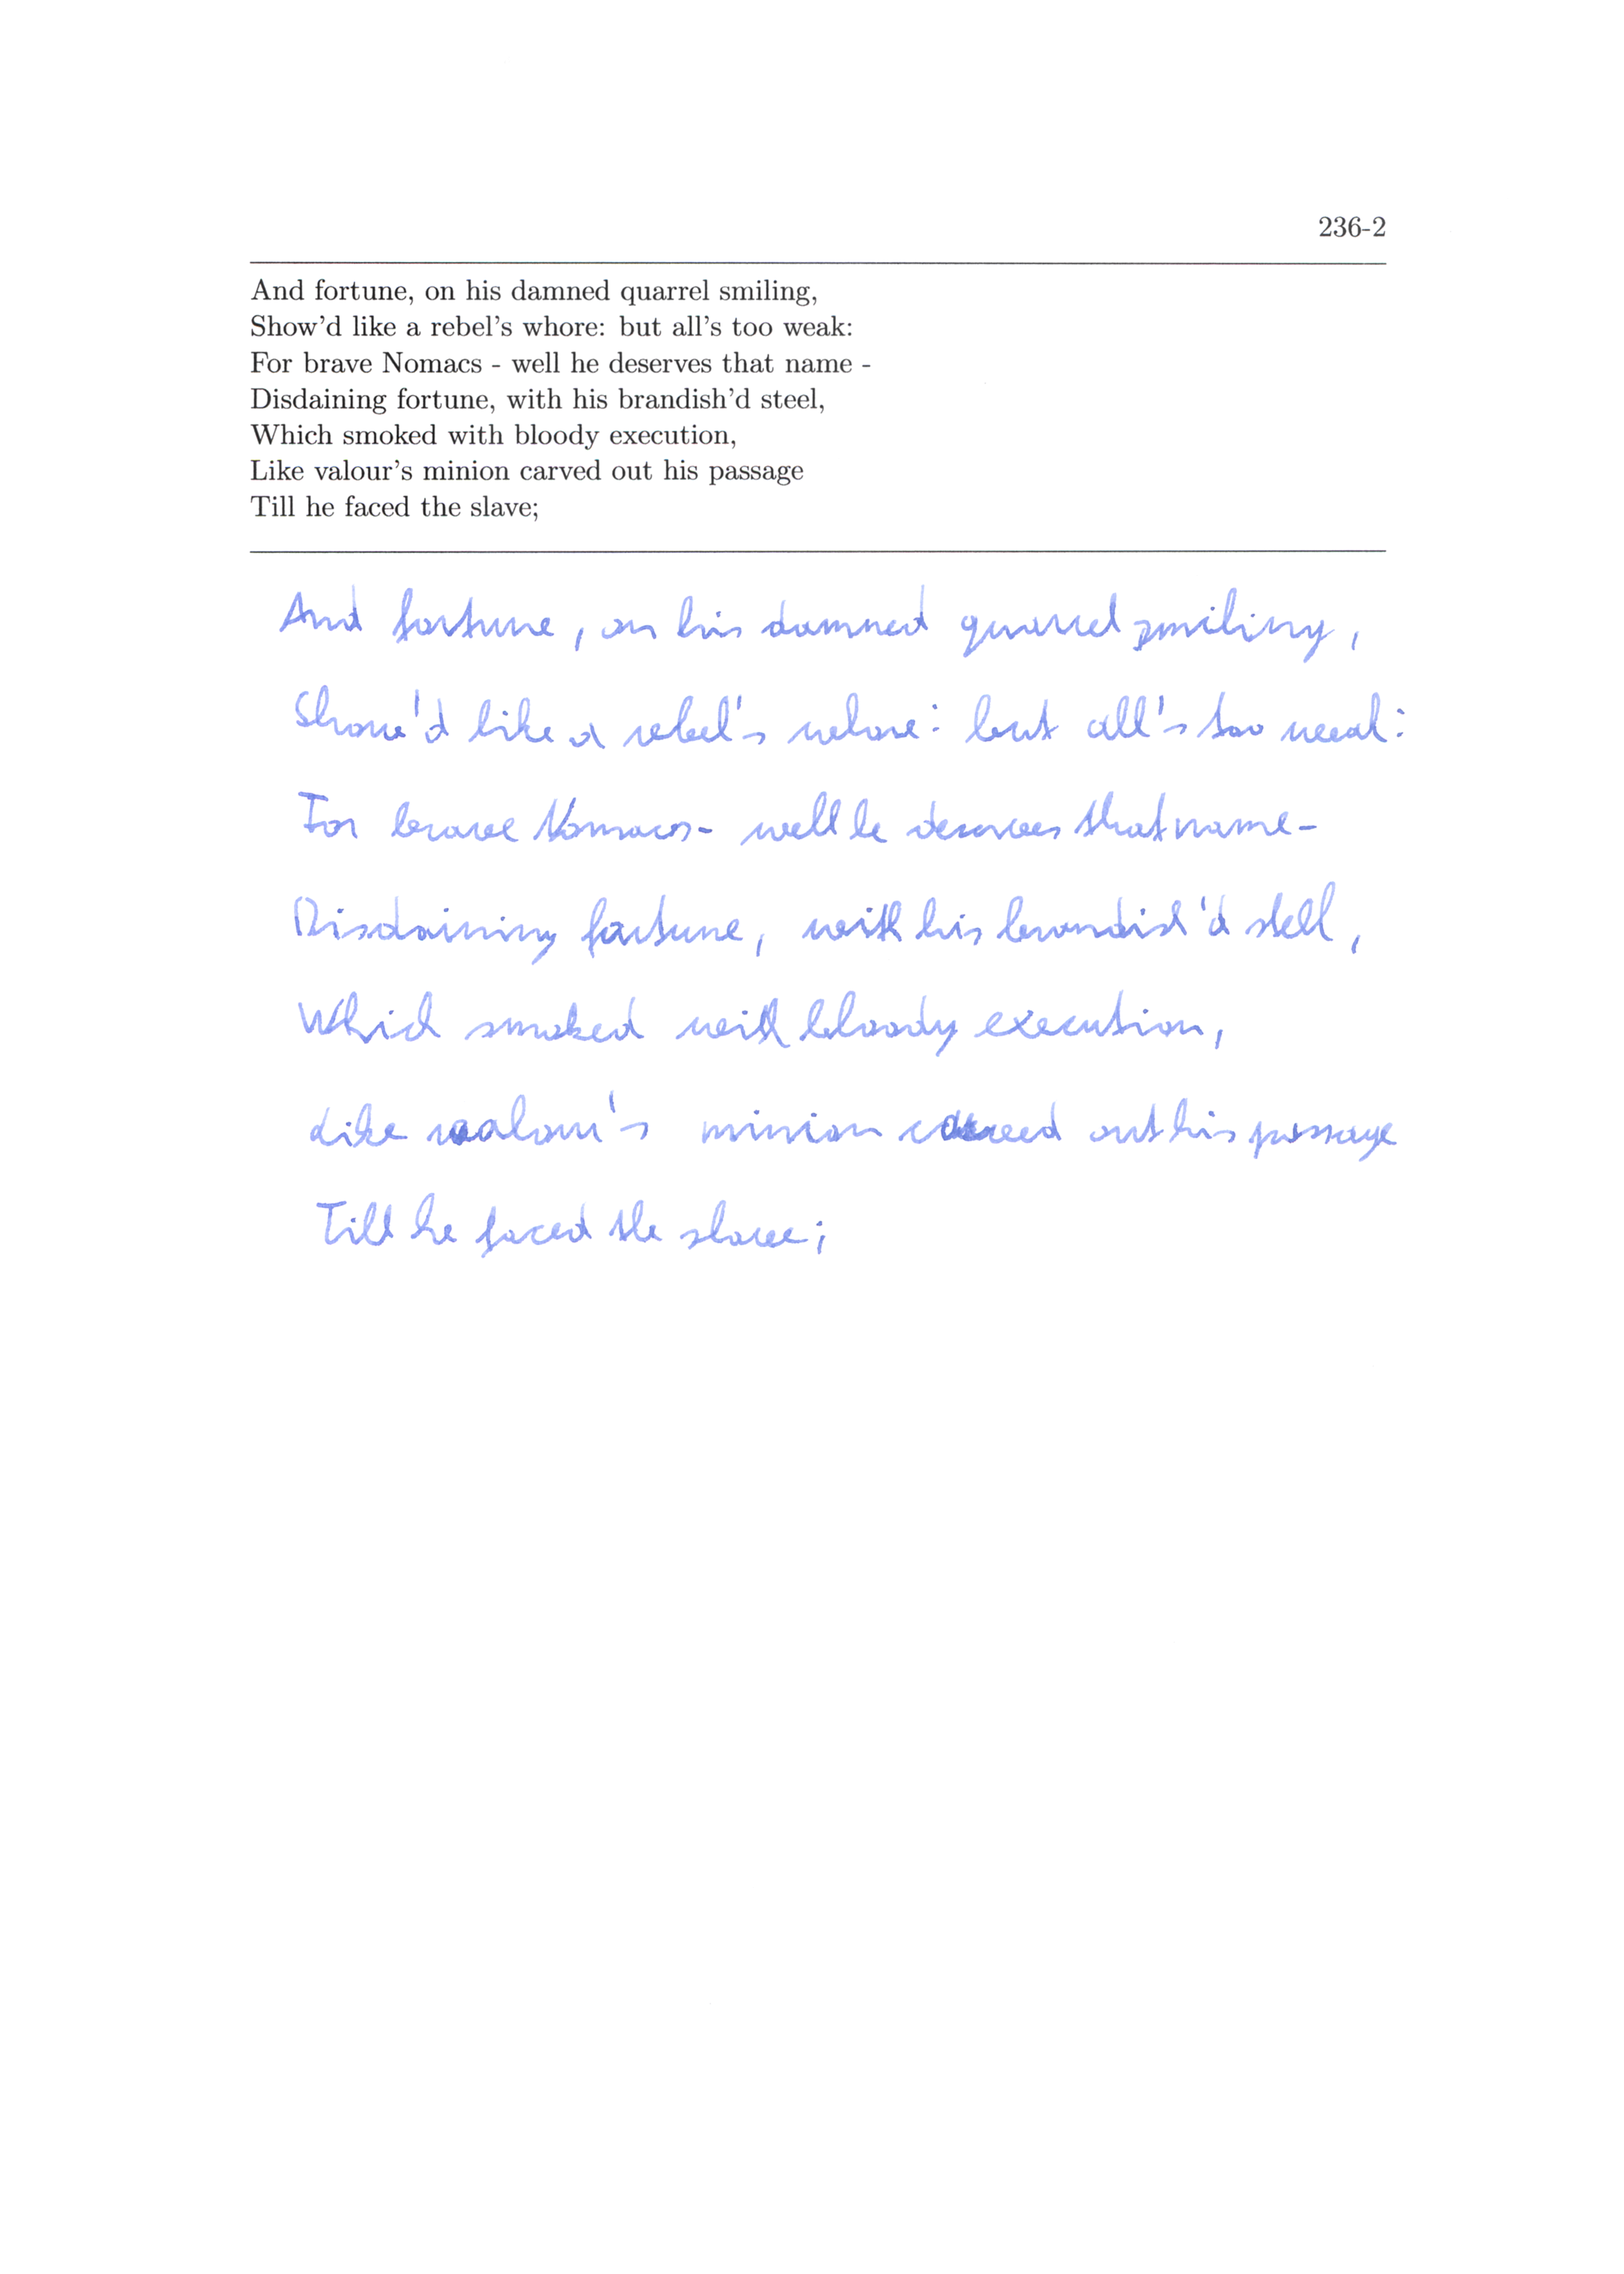 236-2
And fortune, on his damned quarrel smiling,
Show'd like a rebel's whore: but all's too weak:
For brave Nomacs - well he deserves that name -
Disdaining fortune, with his brandish'd steel,
Which smoked with bloody execution,
Like valour's minion carved out his passage
Till he faced the slave;
And fortune, on his damned quarrel smiling,
Show'd like a rebel's whore: but all's too weak:
For brave Nomacs- well he deserves that name-
Disdaining fortune, with his brandish'd stell,
Which smoked with bloody execution,
Like valour's minion carved out his passage
Till he faced the slave;